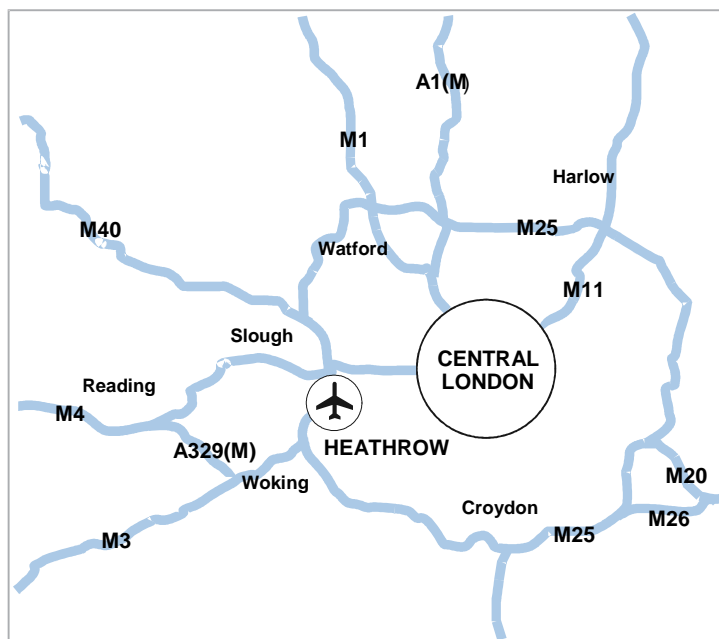 A1(M)
M1
Harlow
M40
M25
Watford
M11
Slough
CENTRAL
LONDON
Reading
M4
A329(M)
HEATHROW
Woking
M20
Croydon
M26
M3
M25